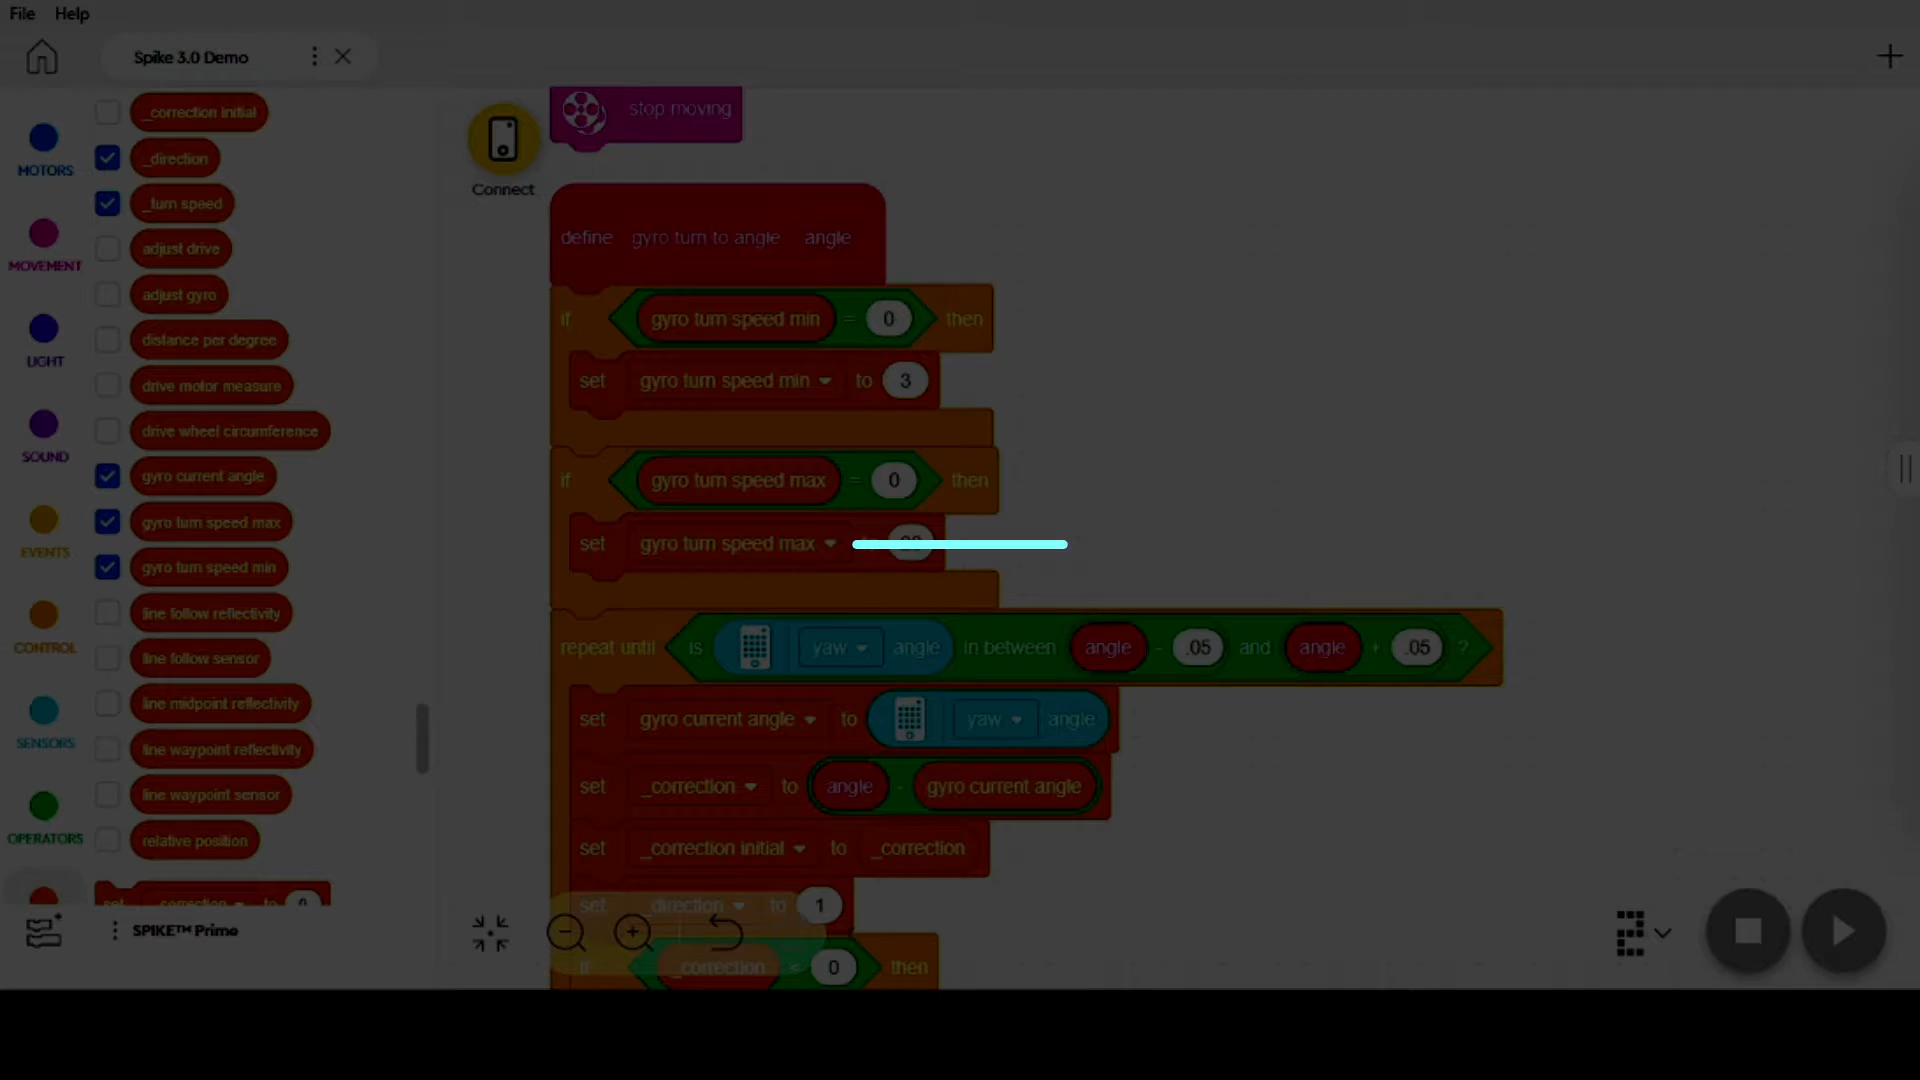 File Help
Spike 3.0 Demo
Connect
MOTORS
MOVEMENT
LIGHT
SOUND
EVENTS
CONTROL
SENSORS
OPERATORS
_correction initial
_direction
_turn speed
adjust drive
adjust gyro
distance per degree
drive motor measure
drive wheel circumference
gyro current angle
gyro turn speed max
gyro turn speed min
line follow reflectivity
line follow sensor
line midpoint reflectivity
line waypoint reflectivity
line waypoint sensor
relative position
set _correction to 0
SPIKE™ Prime
stop moving
define gyro turn to angle angle
if gyro turn speed min = 0 then
set gyro turn speed min to 3
if gyro turn speed max = 0 then
set gyro turn speed max
repeat until is yaw angle in between angle - .05 and angle + .05 ?
set gyro current angle to yaw angle
set _correction to angle - gyro current angle
set _correction initial to _correction
set _direction to 1
if _correction < 0 then
2